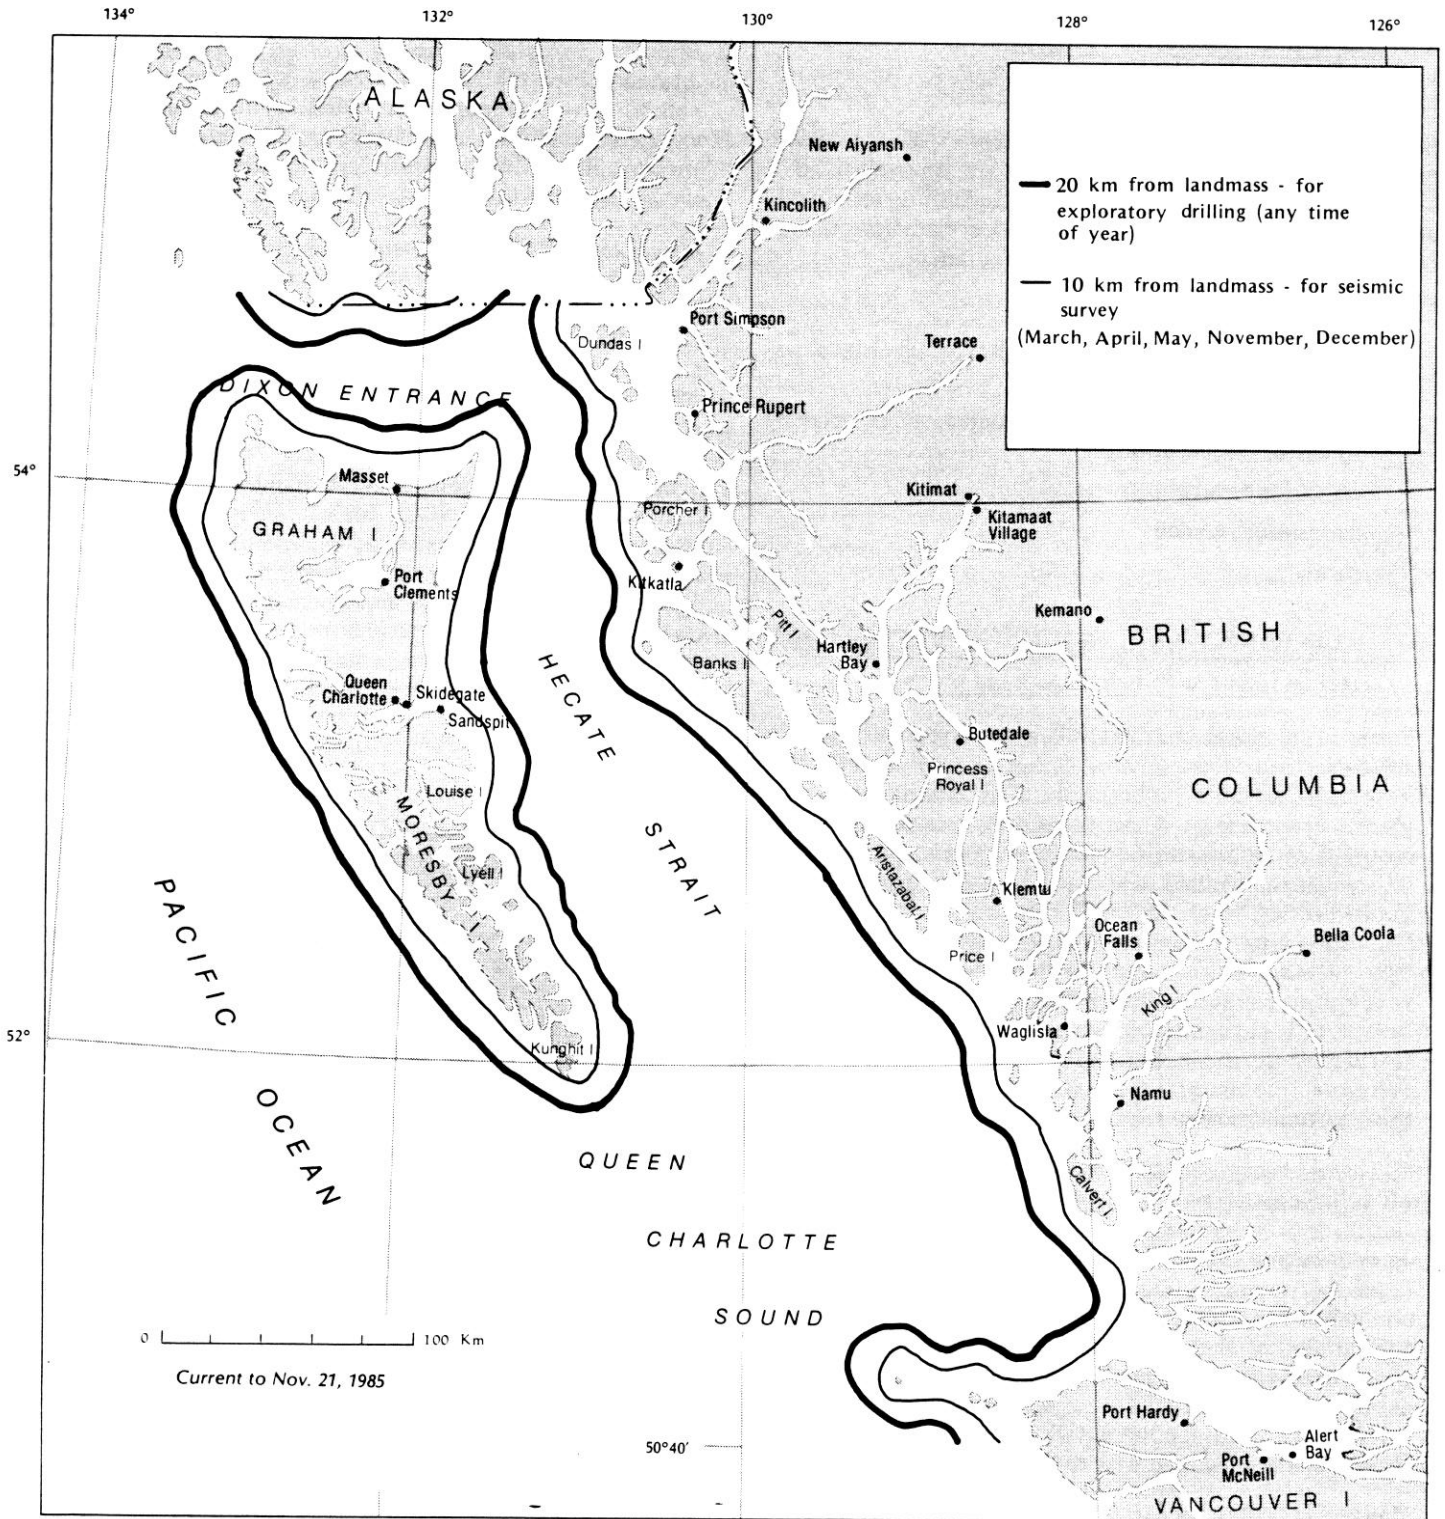 134°
132°
130°
128°
126°
ALASKA
New Aiyansh
Kincolith
20 km from landmass - for
exploratory drilling (any time
of year)
10 km from landmass - for seismic
survey
(March, April, May, November, December)
Port Simpson
Dundas I
Terrace
DIXON ENTRANCE
Prince Rupert
54°
Masset
Kitimat
Kitamaat
Village
Porcher I
GRAHAM I
Port
Clements
Kitkatla
Pitt I
Kemano
BRITISH
Hartley
Bay
Banks I
HECATE
STRAIT
Queen
Charlotte
Skidegate
Sandspit
Butedale
Princess
Royal I
COLUMBIA
Louise I
MORESBY I
Lyell I
Aristazabal I
Klemtu
PACIFIC
OCEAN
Ocean
Falls
Bella Coola
Price I
King I
Waglisla
52°
Kunghit I
Namu
QUEEN
CHARLOTTE
SOUND
Calvert I
0
100 Km
Current to Nov. 21, 1985
Port Hardy
50°40'
Alert
Bay
Port
McNeill
VANCOUVER I